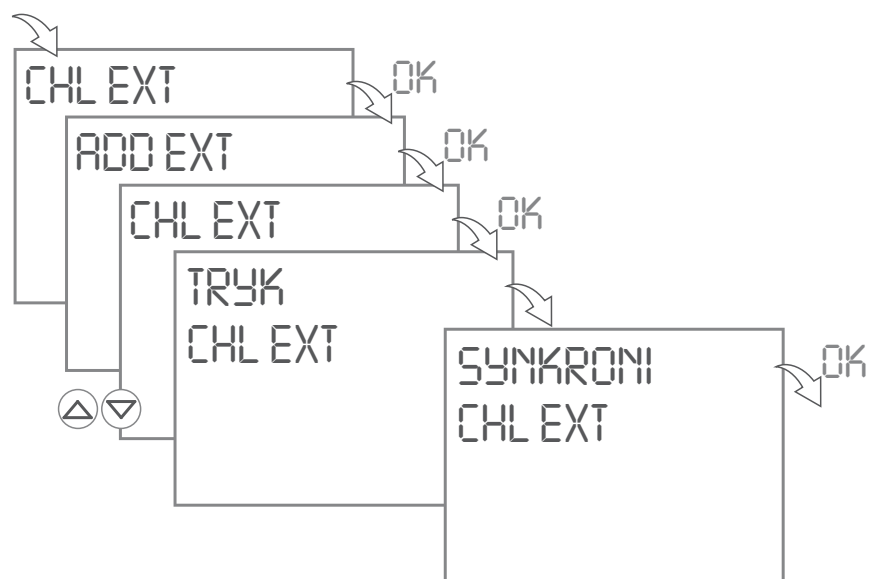 CHL EXT
OK
ADD EXT
OK
CHL EXT
OK
TRYK
CHL EXT
SYNKRONI
CHL EXT
OK